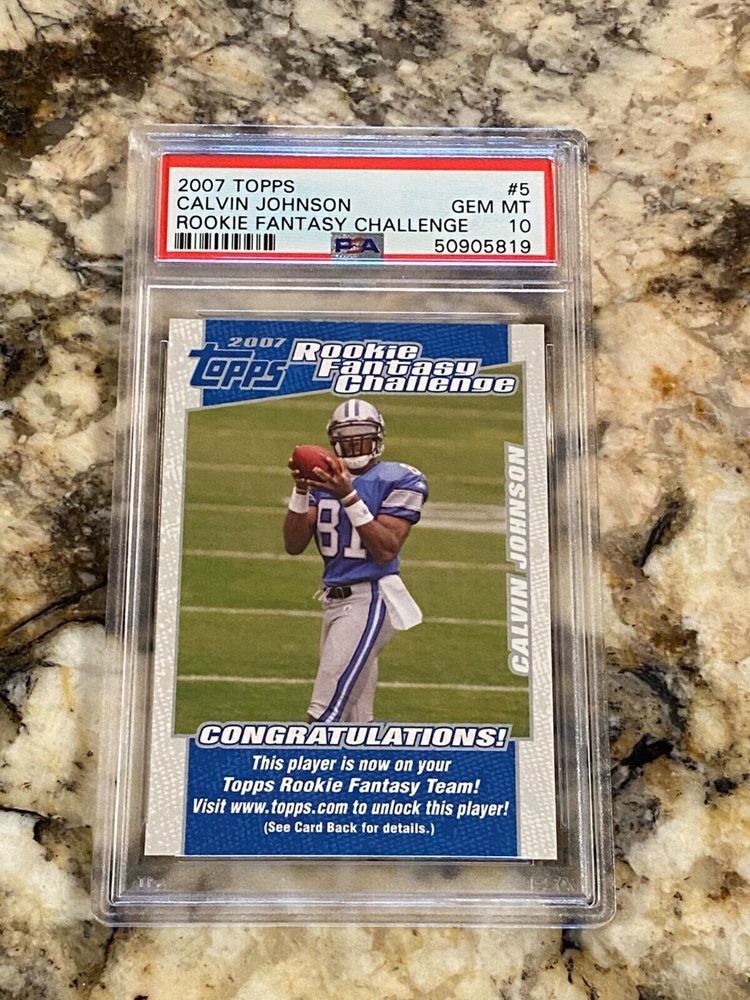 2007 TOPPS #5
CALVIN JOHNSON GEM MT
ROOKIE FANTASY CHALLENGE 10
PSA 50905819
2007
Topps
Rookie
Fantasy
Challenge
81
CALVIN JOHNSON
CONGRATULATIONS!
This player is now on your
Topps Rookie Fantasy Team!
Visit www.topps.com to unlock this player!
(See Card Back for details.)